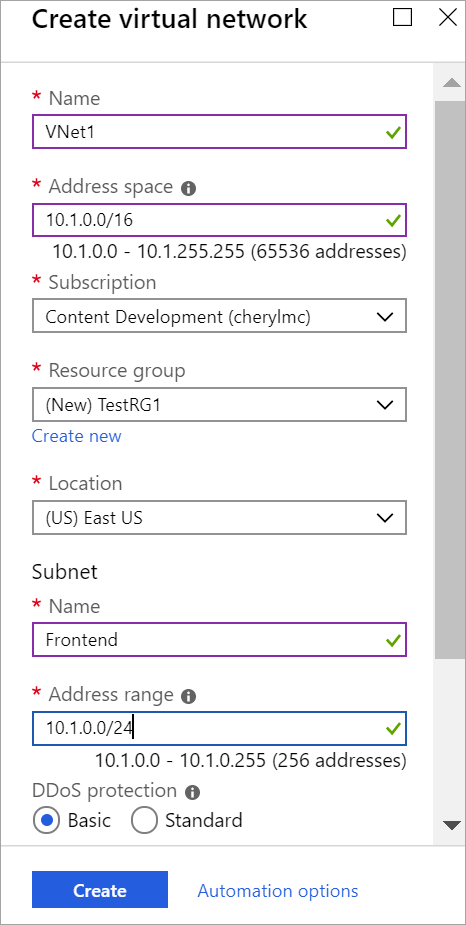 Create virtual network
* Name
VNet1
* Address space
10.1.0.0/16
10.1.0.0 - 10.1.255.255 (65536 addresses)
* Subscription
Content Development (cherylmc)
* Resource group
(New) TestRG1
Create new
* Location
(US) East US
Subnet
* Name
Frontend
* Address range
10.1.0.0/24
10.1.0.0 - 10.1.0.255 (256 addresses)
DDoS protection
Basic Standard
Create Automation options